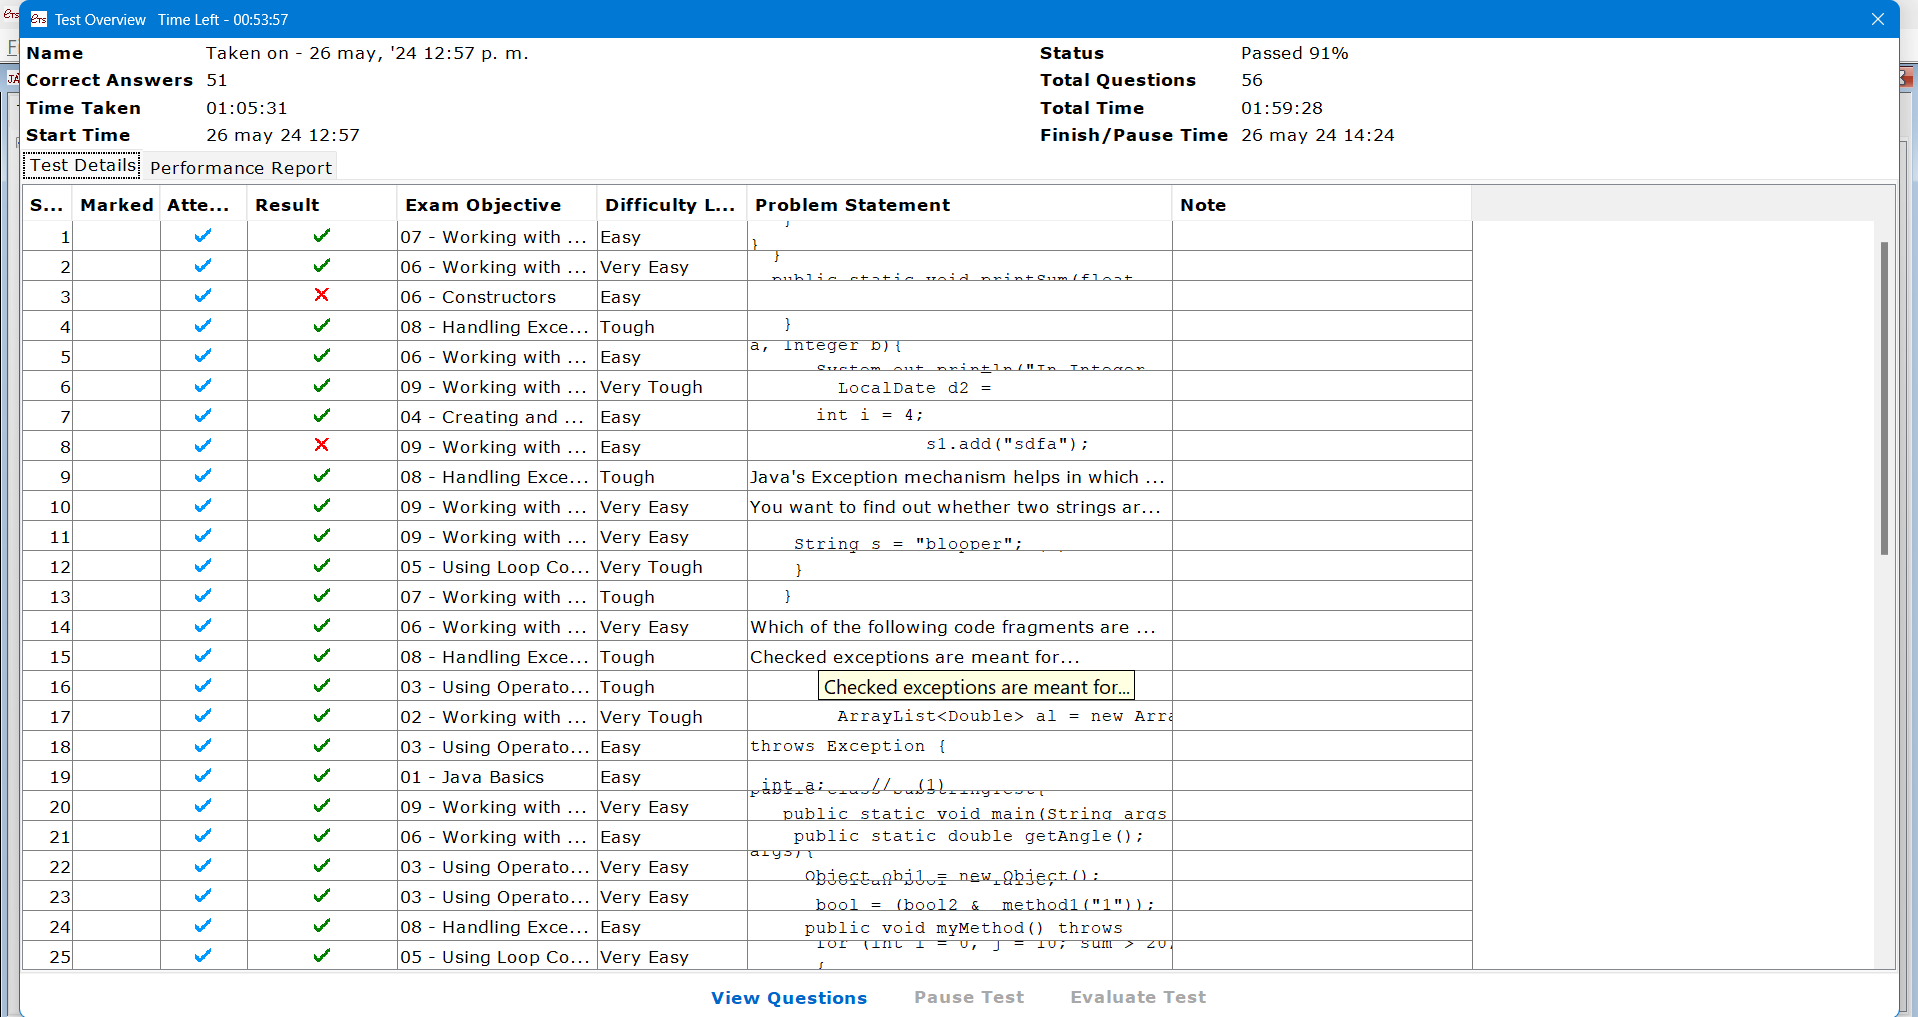 ets Test Overview Time Left - 00:53:57
Name Taken on - 26 may, '24 12:57 p. m. Status Passed 91%
Correct Answers 51 Total Questions 56
Time Taken 01:05:31 Total Time 01:59:28
Start Time 26 may 24 12:57 Finish/Pause Time 26 may 24 14:24
Test Details Performance Report
S... Marked Atte... Result Exam Objective Difficulty L... Problem Statement Note
1 07 - Working with ... Easy }
2 06 - Working with ... Very Easy } public static void printSum(float
3 06 - Constructors Easy
4 08 - Handling Exce... Tough }
5 06 - Working with ... Easy a, Integer b){
System.out.println("In Integer
6 09 - Working with ... Very Tough LocalDate d2 =
7 04 - Creating and ... Easy int i = 4;
8 09 - Working with ... Easy s1.add("sdfa");
9 08 - Handling Exce... Tough Java's Exception mechanism helps in which ...
10 09 - Working with ... Very Easy You want to find out whether two strings ar...
11 09 - Working with ... Very Easy String s = "blooper";
12 05 - Using Loop Co... Very Tough }
13 07 - Working with ... Tough }
14 06 - Working with ... Very Easy Which of the following code fragments are ...
15 08 - Handling Exce... Tough Checked exceptions are meant for...
16 03 - Using Operato... Tough Checked exceptions are meant for...
17 02 - Working with ... Very Tough ArrayList<Double> al = new Arra
18 03 - Using Operato... Easy throws Exception {
19 01 - Java Basics Easy int a; // (1)
20 09 - Working with ... Very Easy public class SubstringTest{
public static void main(String args
21 06 - Working with ... Easy public static double getAngle();
22 03 - Using Operato... Very Easy args){
Object obj1 = new Object();
23 03 - Using Operato... Very Easy boolean bool = false;
bool = (bool2 & method1("1"));
24 08 - Handling Exce... Easy public void myMethod() throws
25 05 - Using Loop Co... Very Easy for (int i = 0, j = 10; sum > 20;
{
View Questions Pause Test Evaluate Test